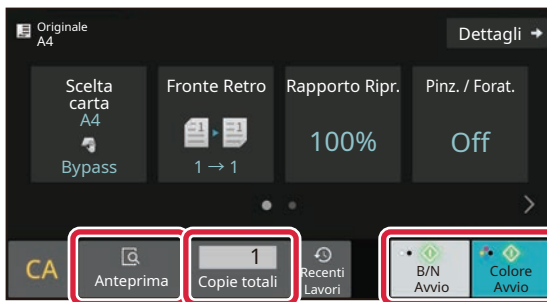 Originale
A4
Dettagli
Scelta
carta
A4
Bypass
Fronte Retro
1 → 1
Rapporto Ripr.
100%
Pinz. / Forat.
Off
CA
Anteprima
1
Copie totali
Recenti
Lavori
B/N
Avvio
Colore
Avvio